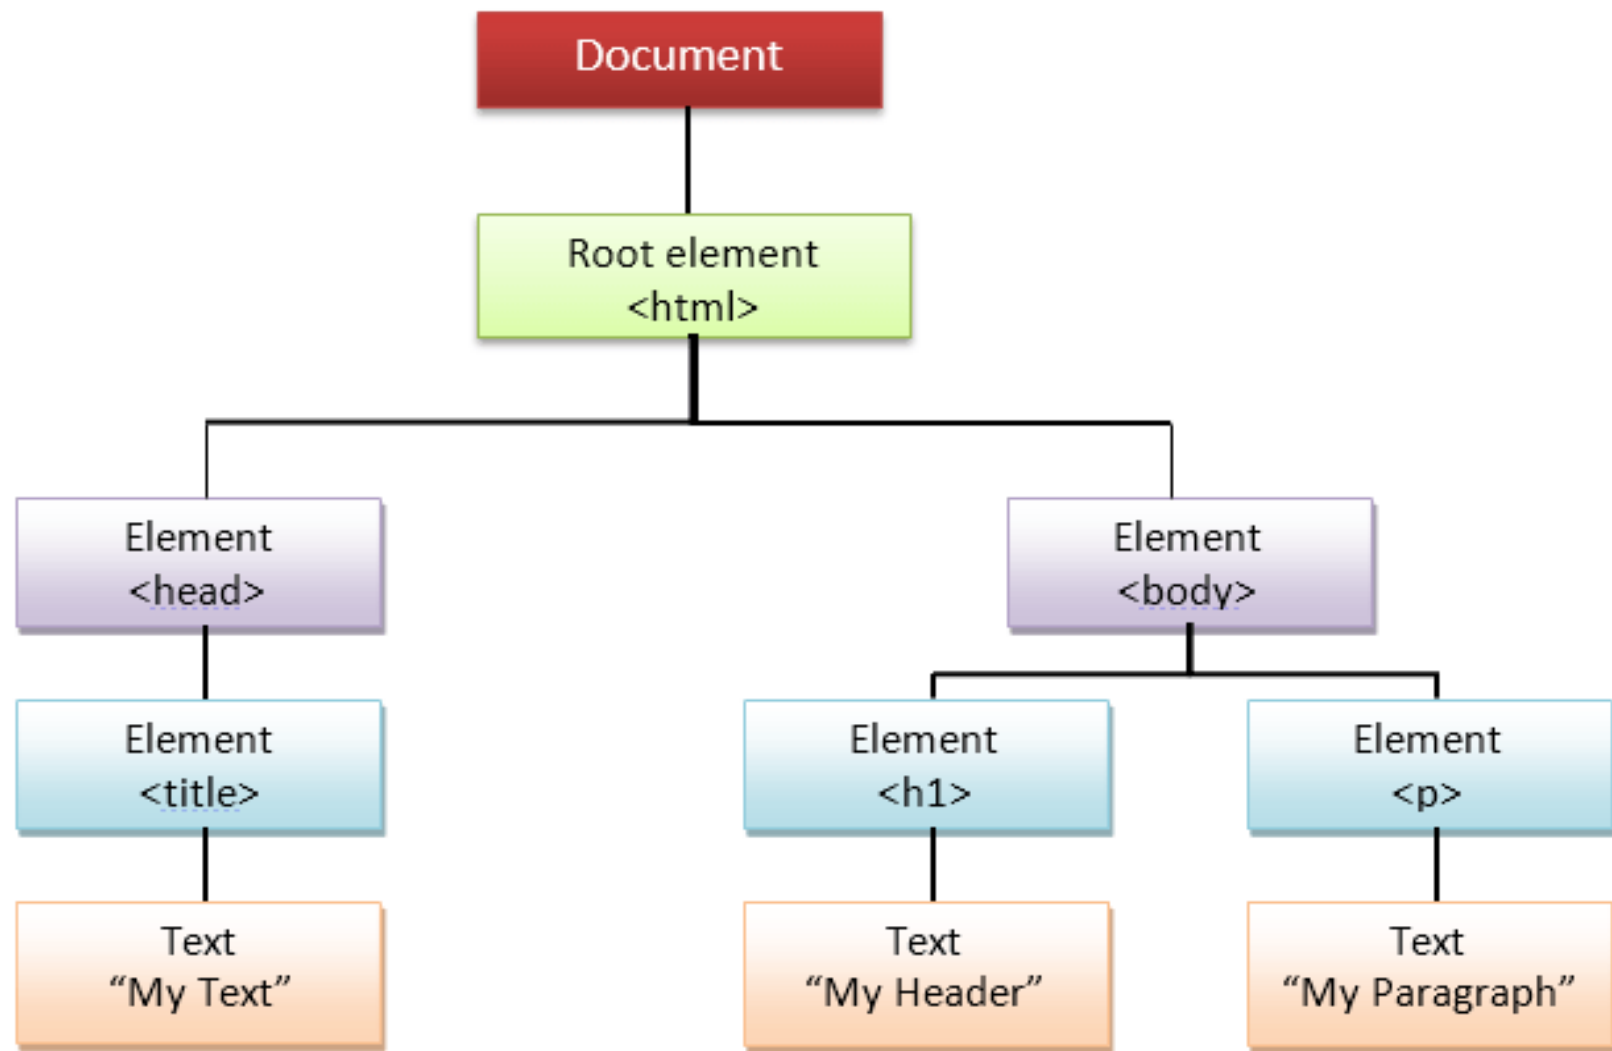 Document
Root element
<html>
Element
<head>
Element
<body>
Element
<title>
Element
<h1>
Element
<p>
Text
“My Text”
Text
“My Header”
Text
“My Paragraph”